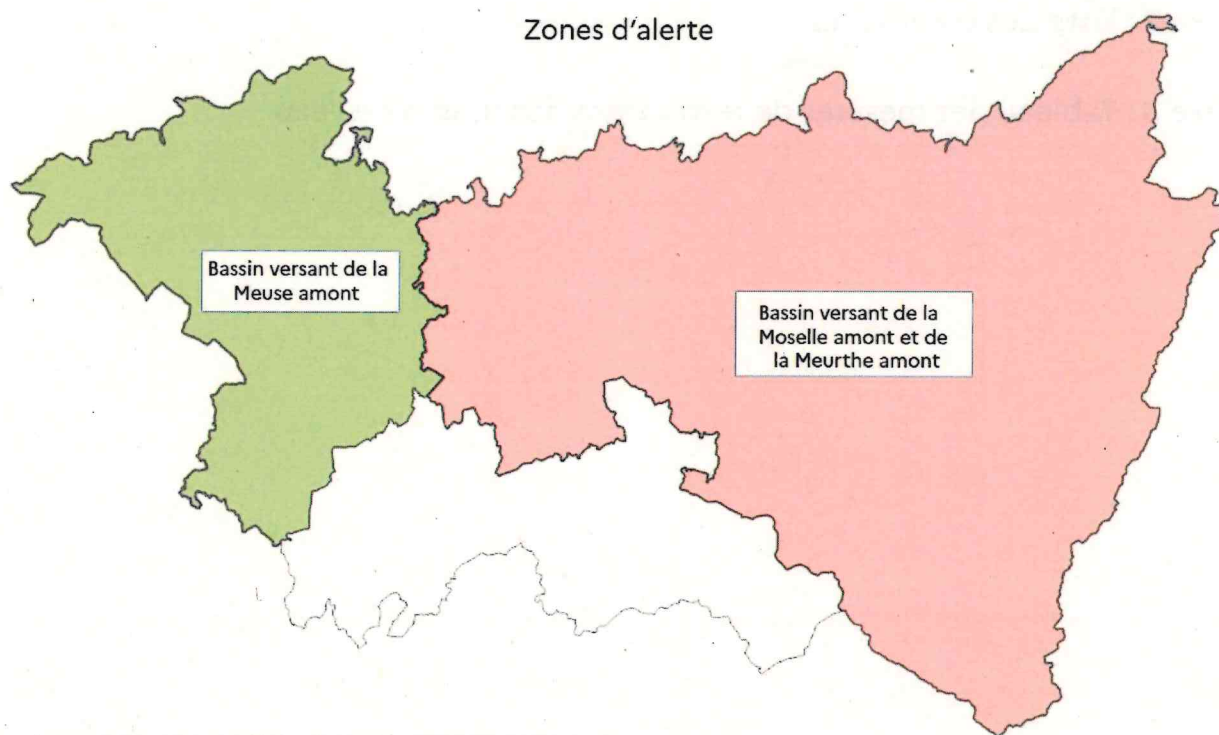 Zones d'alerte
Bassin versant de la
Meuse amont
Bassin versant de la
Moselle amont et de
la Meurthe amont